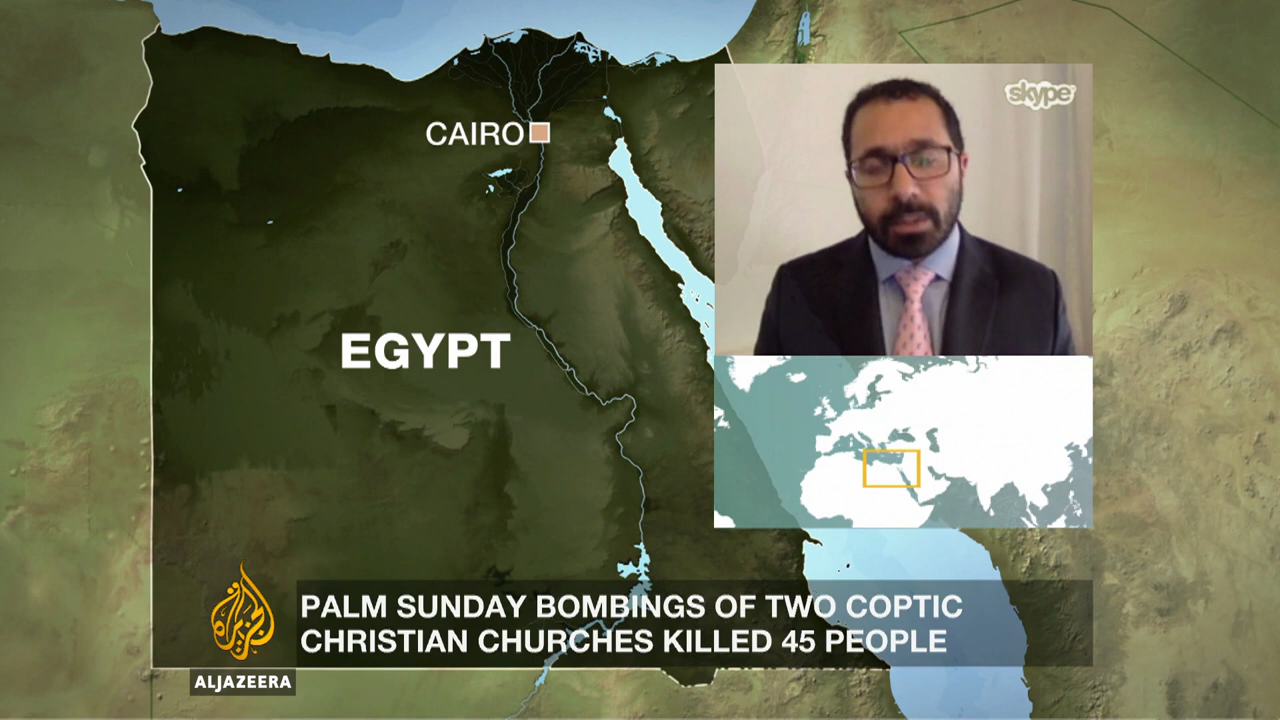 skype
CAIRO
EGYPT
PALM SUNDAY BOMBINGS OF TWO COPTIC
CHRISTIAN CHURCHES KILLED 45 PEOPLE
الجزيرة
ALJAZEERA